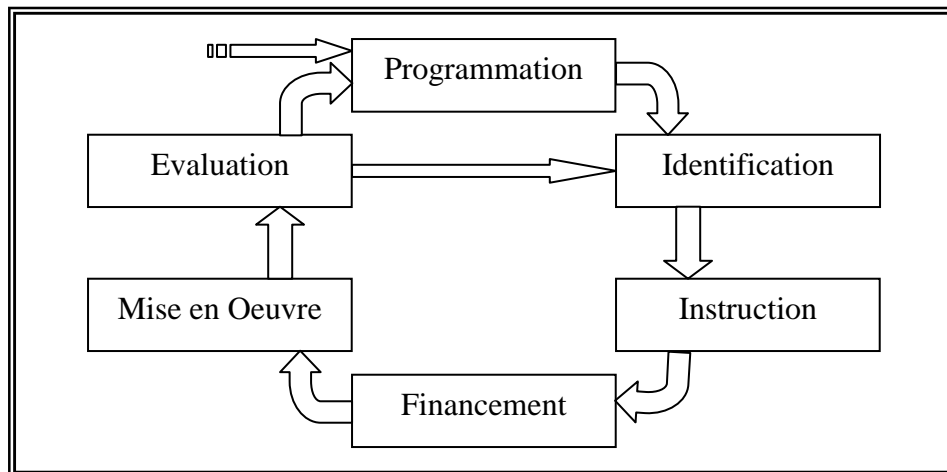 Programmation
Evaluation
Identification
Mise en Oeuvre
Instruction
Financement